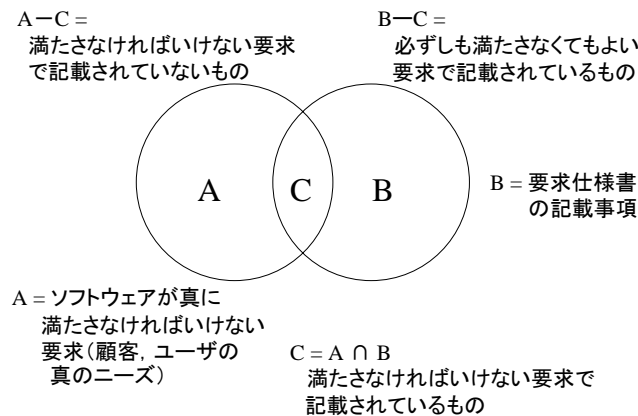 A－C =
満たさなければいけない要求
で記載されていないもの
B－C =
必ずしも満たさなくてもよい
要求で記載されているもの
A
C
B
B = 要求仕様書
の記載事項
A = ソフトウェアが真に
満たさなければいけない
要求(顧客, ユーザの
真のニーズ)
C = A ∩ B
満たさなければいけない要求で
記載されているもの